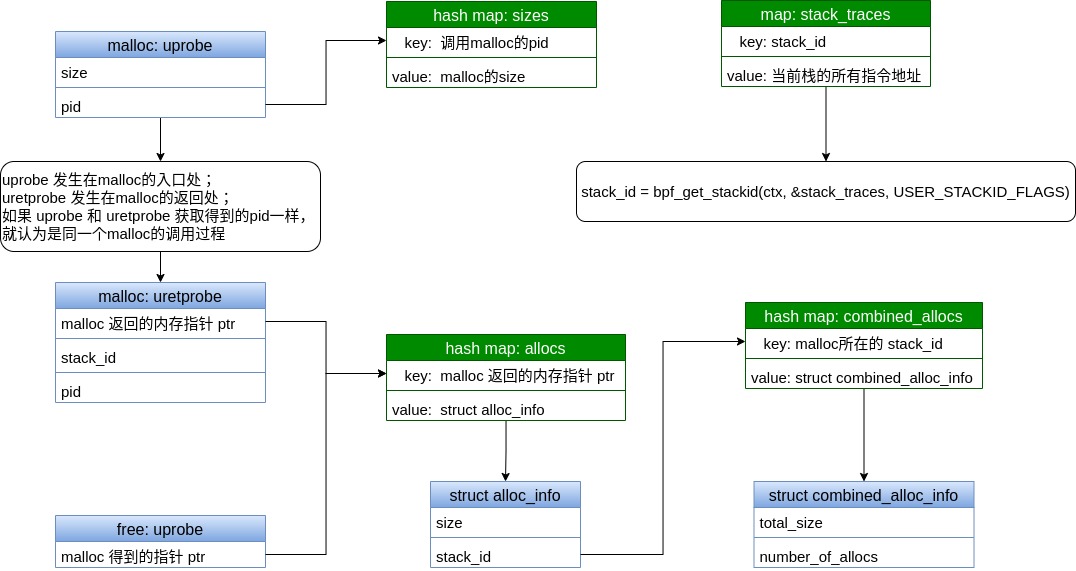 malloc: uprobe
size
pid
hash map: sizes
key: 调用malloc的pid
value: malloc的size
map: stack_traces
key: stack_id
value: 当前栈的所有指令地址
uprobe 发生在malloc的入口处；
uretprobe 发生在malloc的返回处；
如果 uprobe 和 uretprobe 获取得到的pid一样，
就认为是同一个malloc的调用过程
stack_id = bpf_get_stackid(ctx, &stack_traces, USER_STACKID_FLAGS)
malloc: uretprobe
malloc 返回的内存指针 ptr
stack_id
pid
hash map: allocs
key: malloc 返回的内存指针 ptr
value: struct alloc_info
hash map: combined_allocs
key: malloc所在的 stack_id
value: struct combined_alloc_info
free: uprobe
malloc 得到的指针 ptr
struct alloc_info
size
stack_id
struct combined_alloc_info
total_size
number_of_allocs